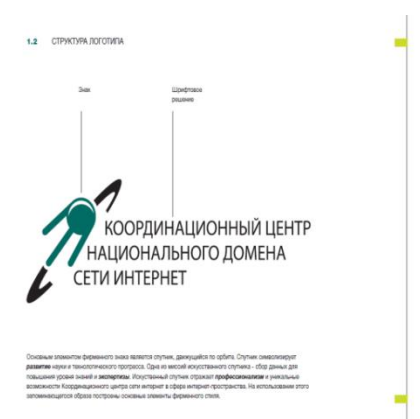 1.2 СТРУКТУРА ЛОГОТИПА
Знак
Шрифтовое
решение
КООРДИНАЦИОННЫЙ ЦЕНТР
НАЦИОНАЛЬНОГО ДОМЕНА
СЕТИ ИНТЕРНЕТ
Основным элементом фирменного знака является спутник, движущийся по орбите. Спутник символизирует
развитие науки и технологического прогресса. Одна из миссий искусственного спутника - сбор данных для
повышения уровня знаний и экспертизы. Искусственный спутник отражает профессионализм и уникальные
возможности Координационного центра сети интернет в сфера интернет-пространства. На использовании этого
запоминающегося образа построены основные элементы фирменного стиля.